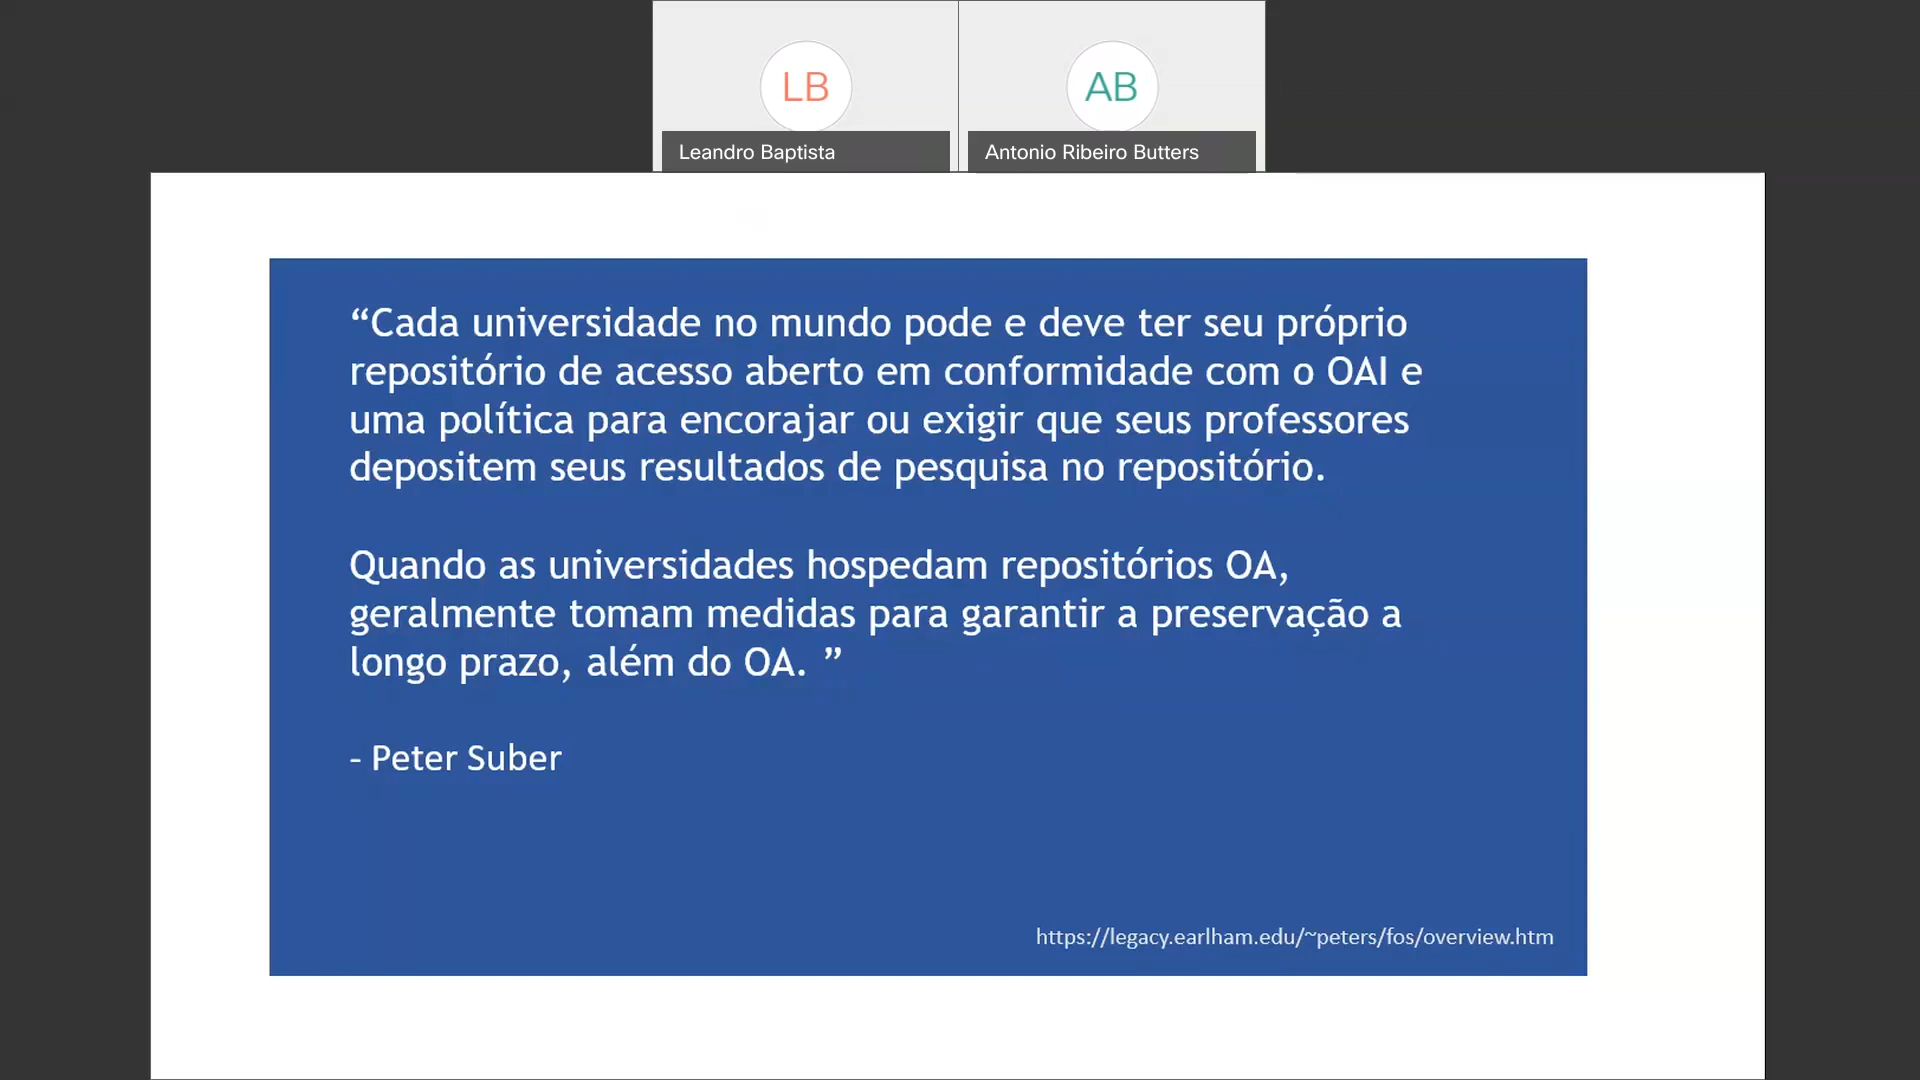 LB
AB
Leandro Baptista
Antonio Ribeiro Butters
“Cada universidade no mundo pode e deve ter seu próprio
repositório de acesso aberto em conformidade com o OAI e
uma política para encorajar ou exigir que seus professores
depositem seus resultados de pesquisa no repositório.
Quando as universidades hospedam repositórios OA,
geralmente tomam medidas para garantir a preservação a
longo prazo, além do OA. ”
- Peter Suber
https://legacy.earlham.edu/~peters/fos/overview.htm